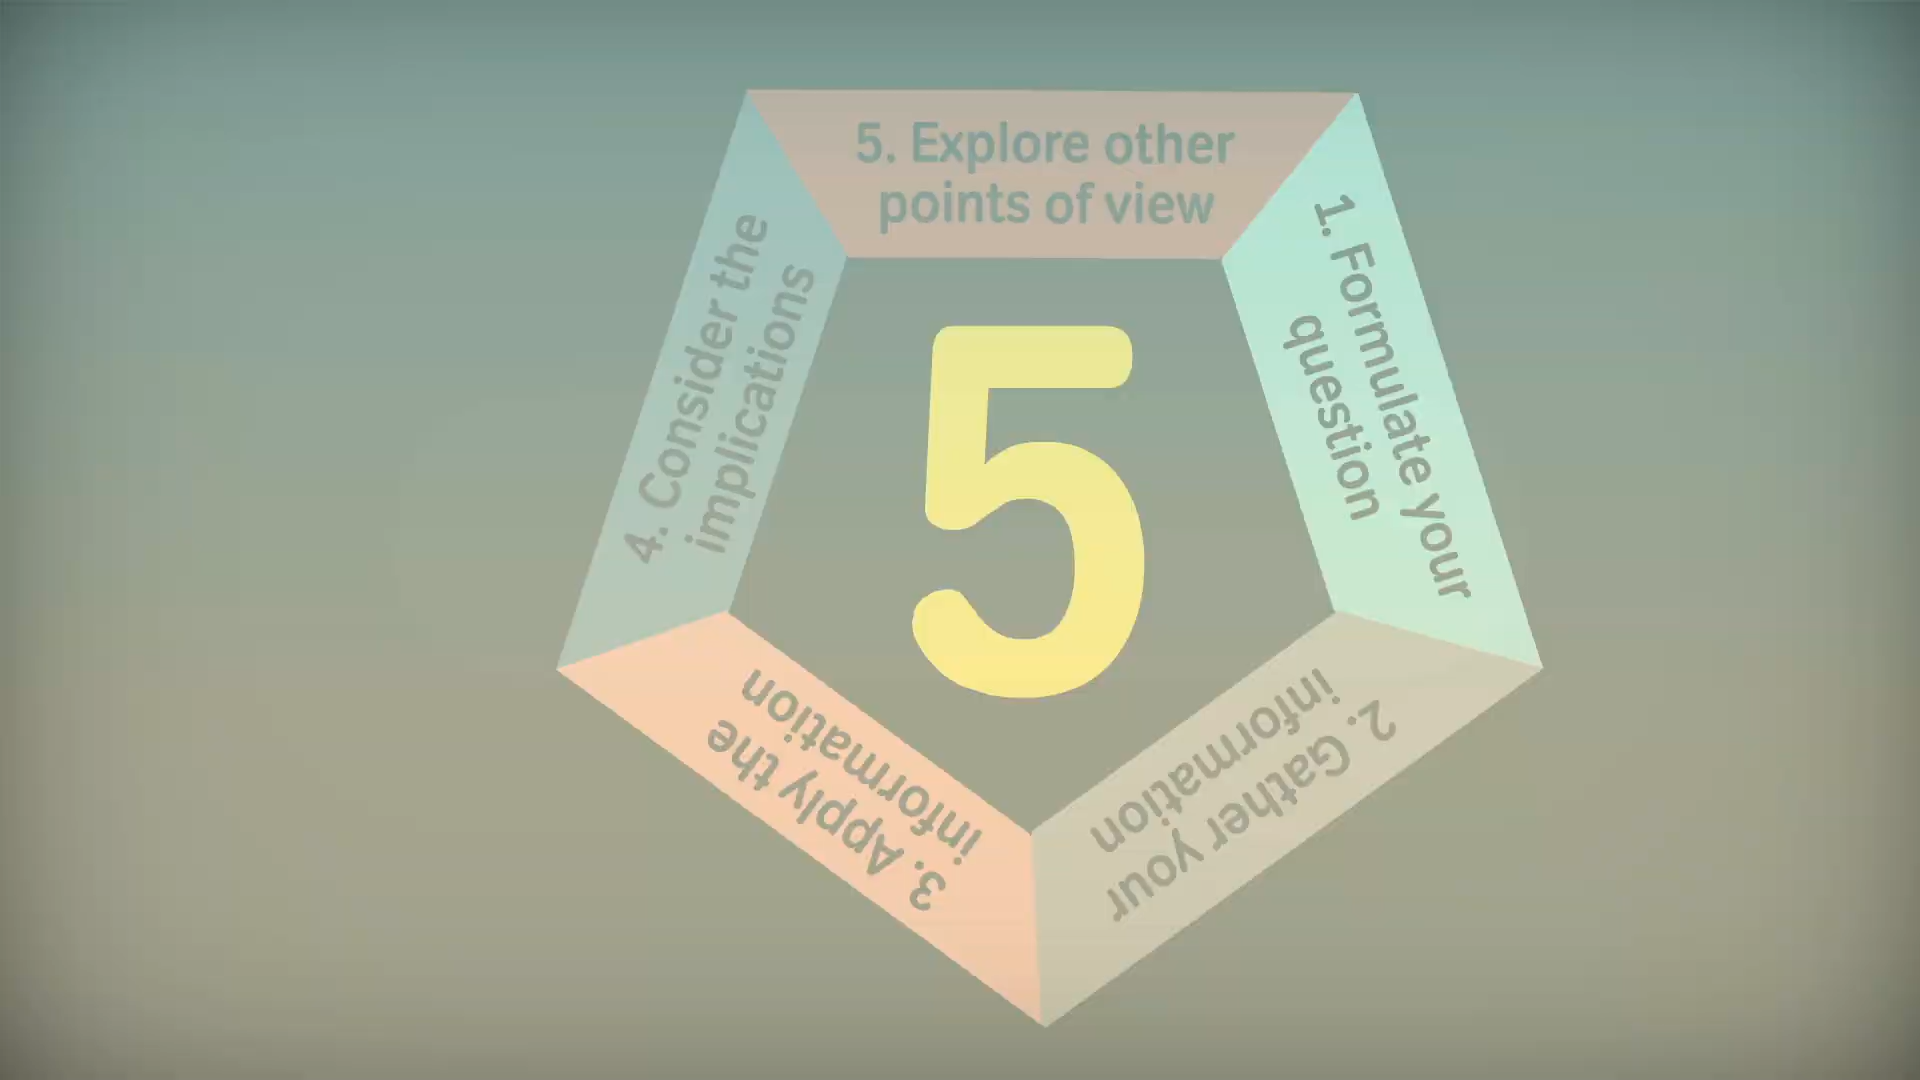 5. Explore other
points of view
1. Formulate your
question
2. Gather your
information
3. Apply the
information
4. Consider the
implications
5